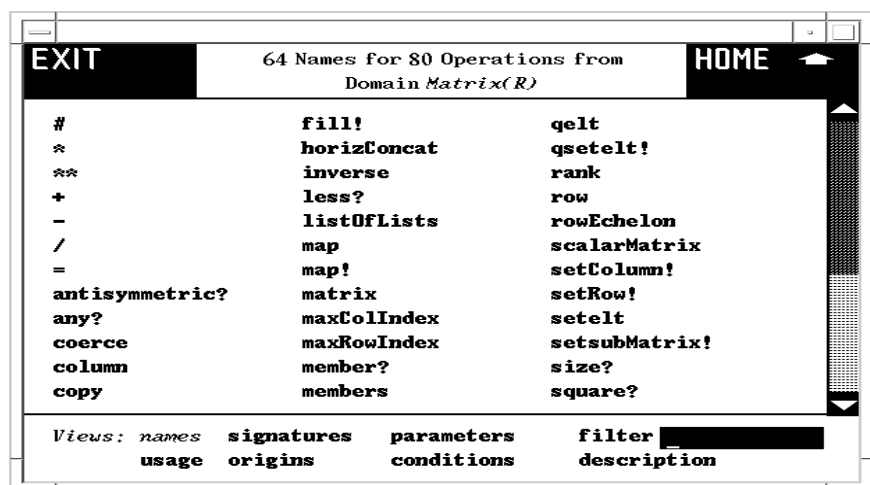 EXIT 64 Names for 80 Operations from HOME
Domain Matrix(R)
# fill! qelt
* horizConcat qsetelt!
** inverse rank
+ less? row
- listOfLists rowEchelon
/ map scalarMatrix
= map! setColumn!
antisymmetric? matrix setRow!
any? maxColIndex setelt
coerce maxRowIndex setsubMatrix!
column member? size?
copy members square?
Views: names signatures parameters filter _
usage origins conditions description